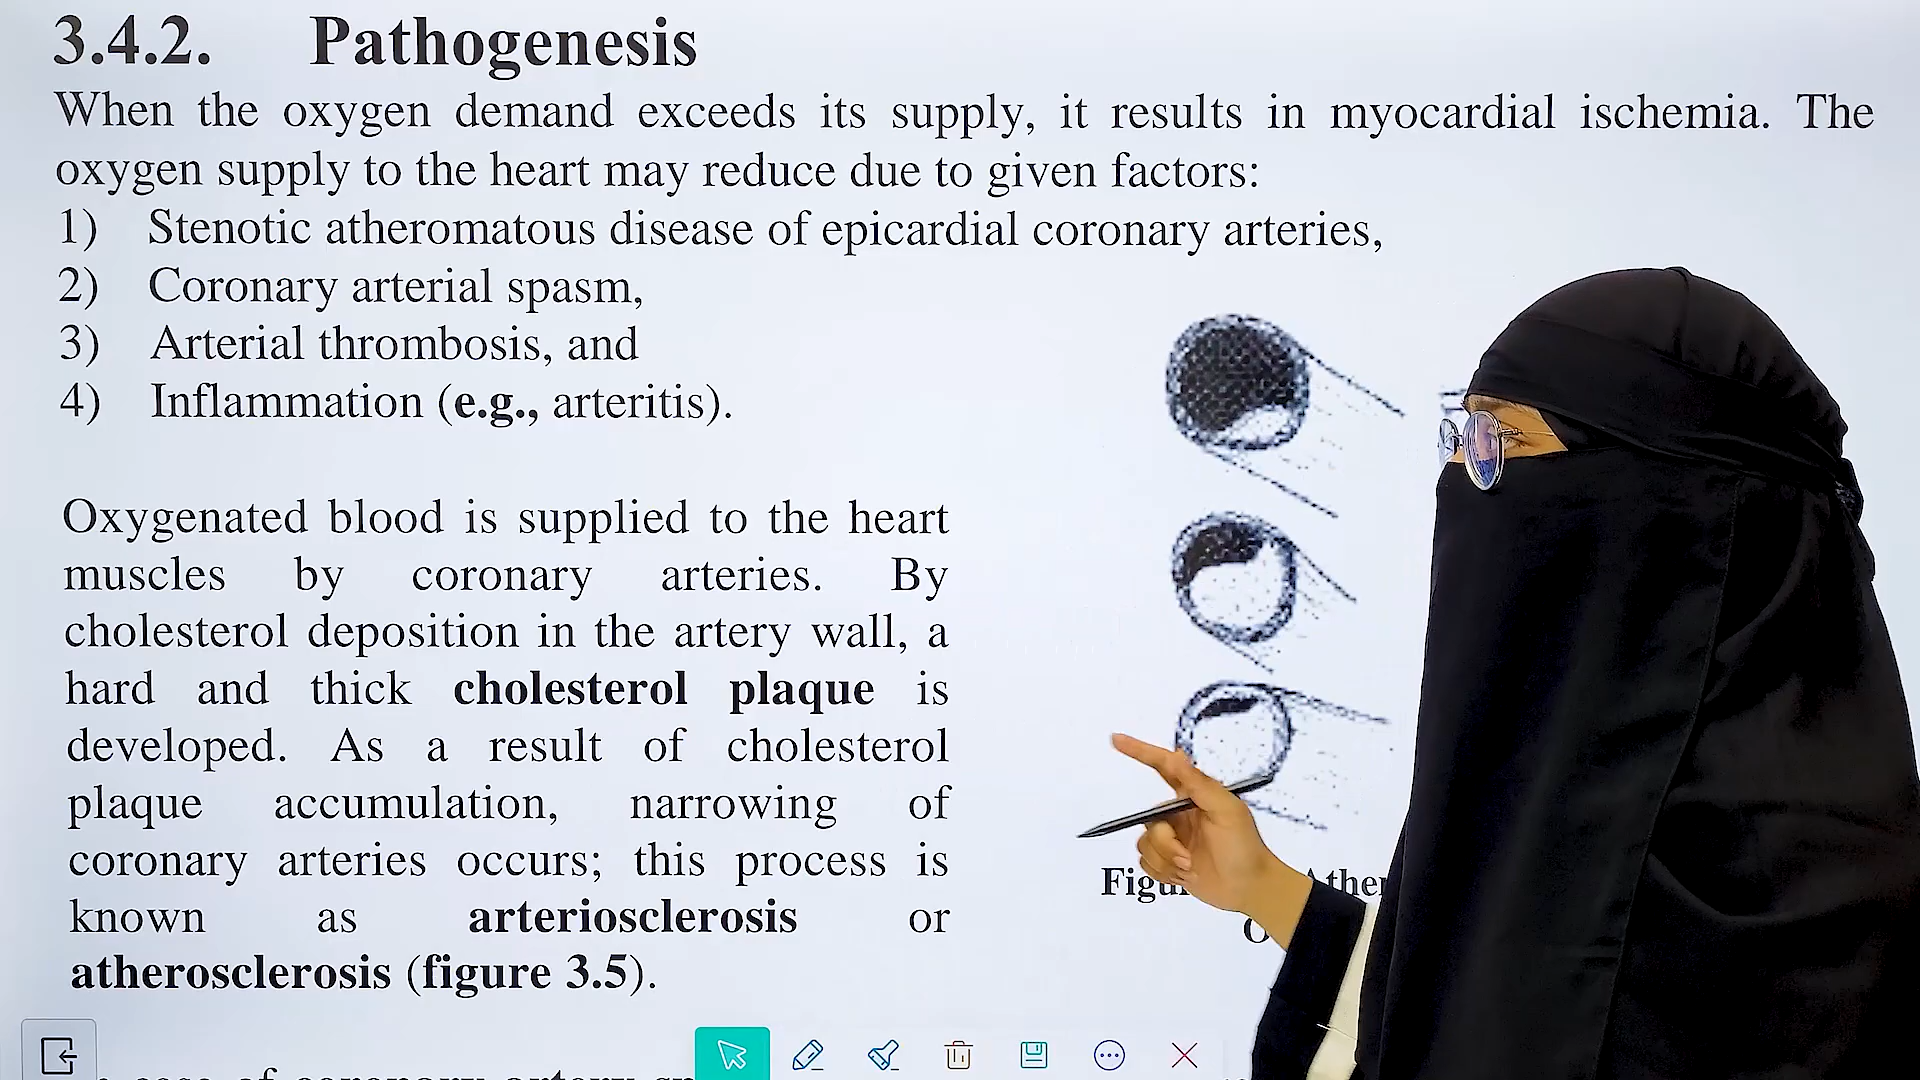 3.4.2. Pathogenesis
When the oxygen demand exceeds its supply, it results in myocardial ischemia. The
oxygen supply to the heart may reduce due to given factors:
1) Stenotic atheromatous disease of epicardial coronary arteries,
2) Coronary arterial spasm,
3) Arterial thrombosis, and
4) Inflammation (e.g., arteritis).
Oxygenated blood is supplied to the heart
muscles by coronary arteries. By
cholesterol deposition in the artery wall, a
hard and thick cholesterol plaque is
developed. As a result of cholesterol
plaque accumulation, narrowing of
coronary arteries occurs; this process is
known as arteriosclerosis or
atherosclerosis (figure 3.5).
case of coronary artery